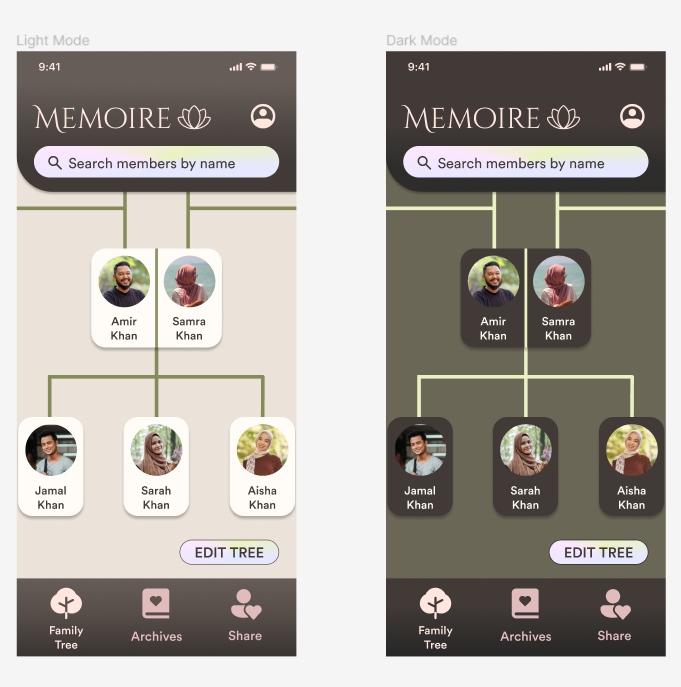 Light Mode
9:41
MEMOIRE
Search members by name
Amir
Khan
Samra
Khan
Jamal
Khan
Sarah
Khan
Aisha
Khan
EDIT TREE
Family
Tree
Archives
Share
Dark Mode
9:41
MEMOIRE
Search members by name
Amir
Khan
Samra
Khan
Jamal
Khan
Sarah
Khan
Aisha
Khan
EDIT TREE
Family
Tree
Archives
Share